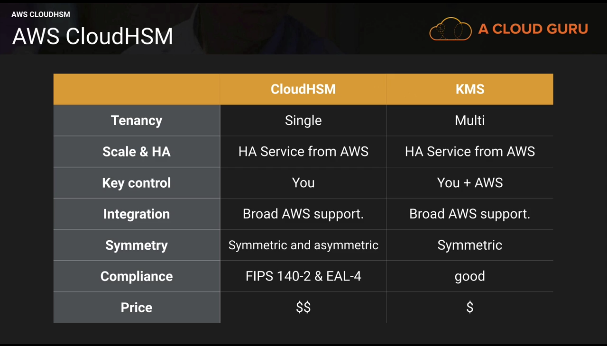 AWS CLOUDHSM
AWS CloudHSM
A CLOUD GURU
CloudHSM KMS
Tenancy Single Multi
Scale & HA HA Service from AWS HA Service from AWS
Key control You You + AWS
Integration Broad AWS support. Broad AWS support.
Symmetry Symmetric and asymmetric Symmetric
Compliance FIPS 140-2 & EAL-4 good
Price $$ $